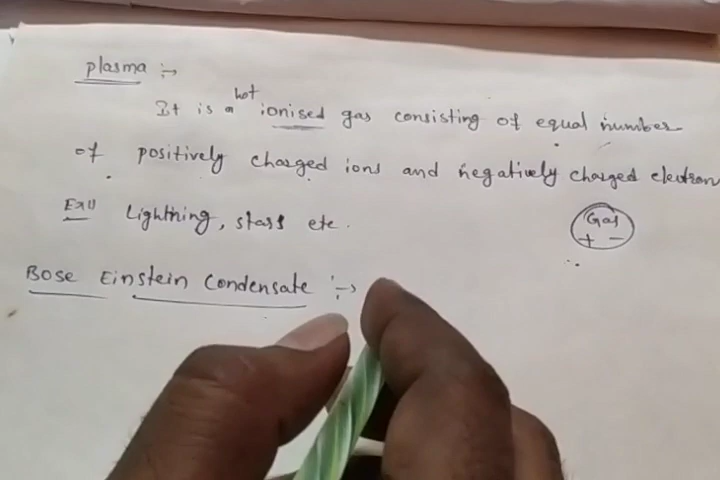 plasma :→
It is a hot ionised gas consisting of equal number
of positively charged ions and negatively charged electron
Ex:| Lightning, stars etc.
Gas
+ −
Bose Einstein Condensate :→